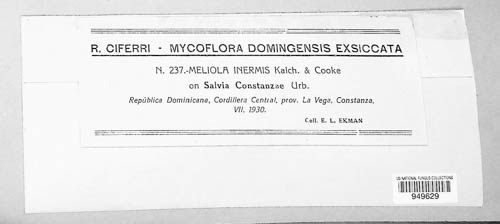 R. CIFERRI - MYCOFLORA DOMINGENSIS EXSICCATA
N. 237.-MELIOLA INERMIS Kalch. & Cooke
on Salvia Constanzae Urb.
República Dominicana, Cordillera Central, prov. La Vega, Constanza,
VII. 1930.
Coll. E. L. EKMAN
US NATIONAL FUNGUS COLLECTIONS
949629